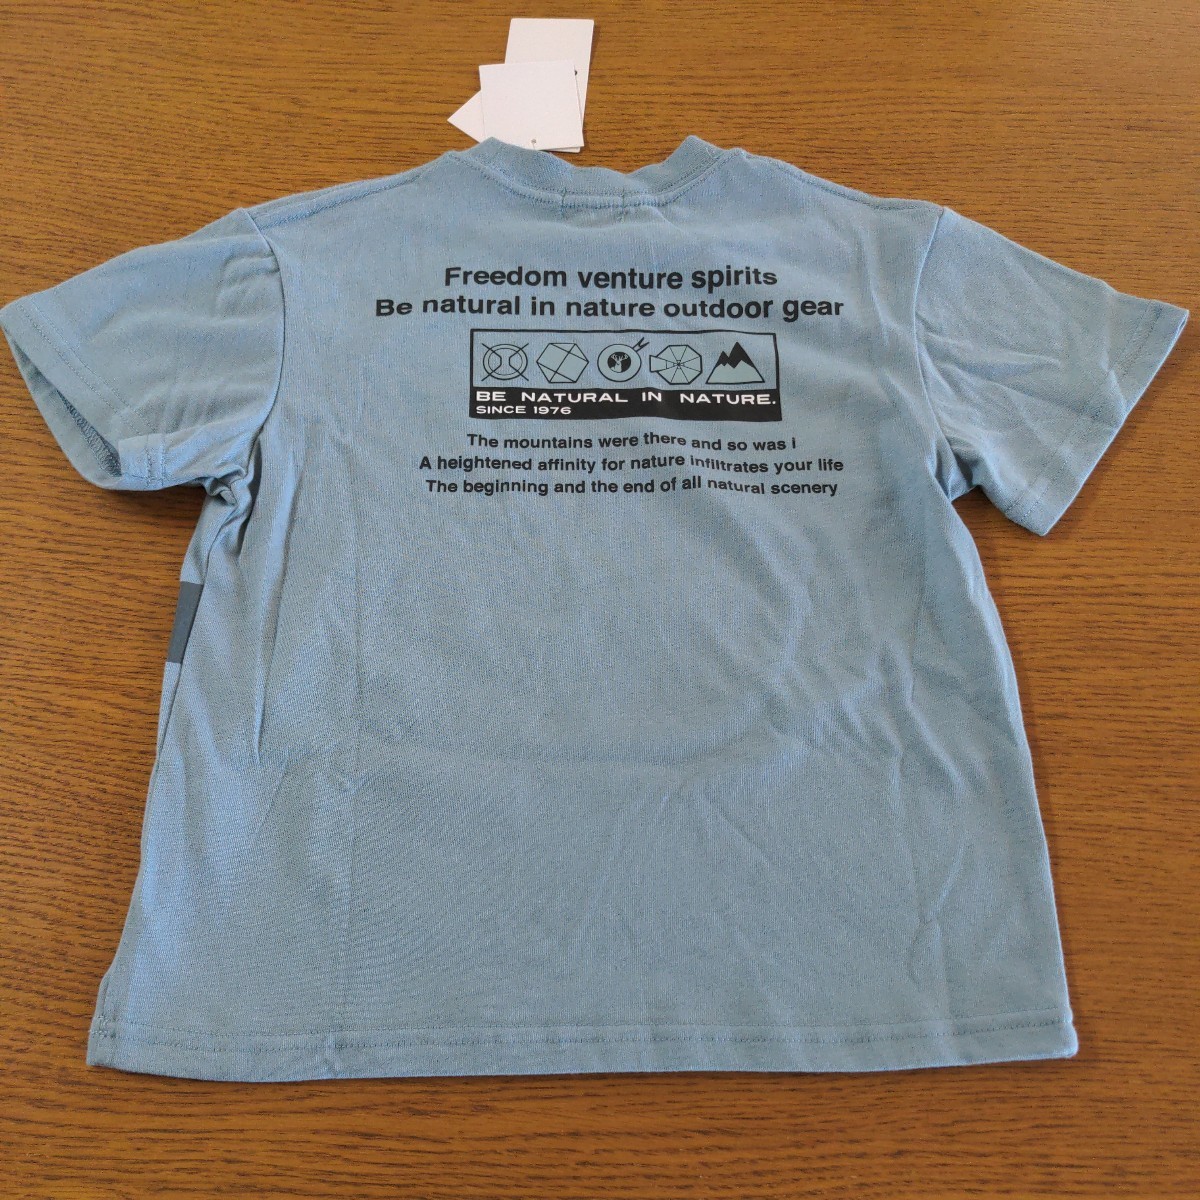 Freedom venture spirits
Be natural in nature outdoor gear
BE NATURAL IN NATURE.
SINCE 1976
The mountains were there and so was i
A heightened affinity for nature infiltrates your life
The beginning and the end of all natural scenery